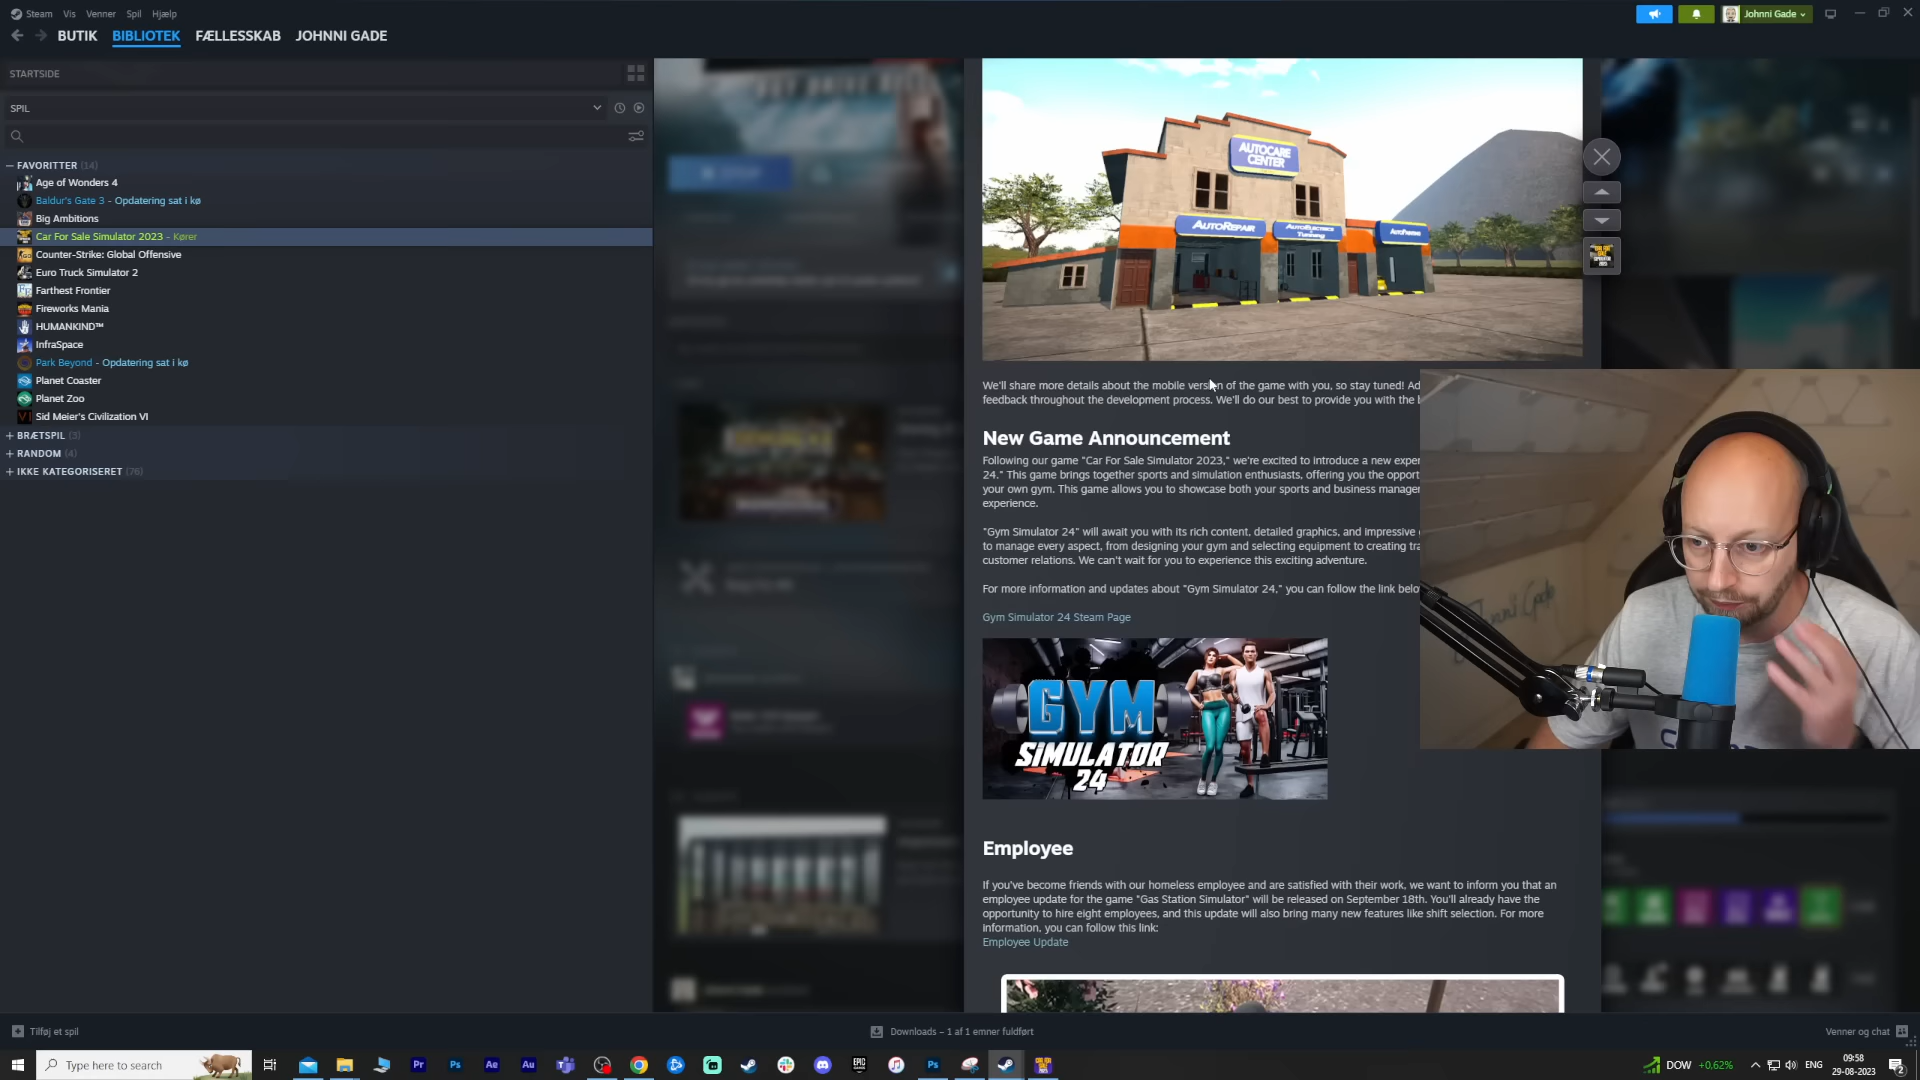 Steam Vis Venner Spil Hjælp
Johnni Gade
BUTIK BIBLIOTEK FÆLLESSKAB JOHNNI GADE
STARTSIDE
SPIL
FAVORITTER (14)
Age of Wonders 4
Baldur's Gate 3 - Opdatering sat i kø
Big Ambitions
Car For Sale Simulator 2023 - Kører
Counter-Strike: Global Offensive
Euro Truck Simulator 2
Farthest Frontier
Fireworks Mania
HUMANKIND™
InfraSpace
Park Beyond - Opdatering sat i kø
Planet Coaster
Planet Zoo
Sid Meier's Civilization VI
BRÆTSPIL (3)
RANDOM (4)
IKKE KATEGORISERET (76)
AUTOCARE
CENTER
AUTOREPAIR
We'll share more details about the mobile version of the game with you, so stay tuned!
feedback throughout the development process. We'll do our best to provide you with the
New Game Announcement
Following our game "Car For Sale Simulator 2023," we're excited to introduce a new
24." This game brings together sports and simulation enthusiasts, offering you the
your own gym. This game allows you to showcase both your sports and business
experience.
"Gym Simulator 24" will await you with its rich content, detailed graphics, and impressive
to manage every aspect, from designing your gym and selecting equipment to creating
customer relations. We can't wait for you to experience this exciting adventure.
For more information and updates about "Gym Simulator 24," you can follow the link
Gym Simulator 24 Steam Page
GYM
SIMULATOR
24
Employee
If you've become friends with our homeless employee and are satisfied with their work, we want to inform you that an
employee update for the game "Gas Station Simulator" will be released on September 18th. You'll already have the
opportunity to hire eight employees, and this update will also bring many new features like shift selection. For more
information, you can follow this link:
Employee Update
Tilføj et spil
Downloads – 1 af 1 emner fuldført
Venner og chat
Type here to search
DOW +0,62%
ENG
09:58
29-08-2023